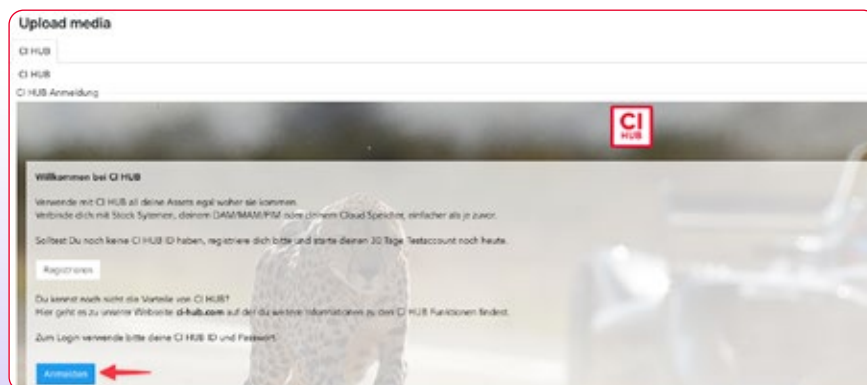 Upload media
CI HUB
CI HUB
CI HUB Anmeldung
CI
HUB
Willkommen bei CI HUB
Verwende mit CI HUB all deine Assets egal woher sie kommen.
Verbinde dich mit Stock Sytemen, deinem DAM/MAM/PIM oder deinem Cloud Speicher, einfacher als je zuvor.
Solltest Du noch keine CI HUB ID haben, registriere dich bitte und starte deinen 30 Tage Testaccount noch heute.
Registrieren
Du kennst noch nicht die Vorteile von CI HUB?
Hier geht es zu unserer Webseite ci-hub.com auf der du weitere Informationen zu den CI HUB Funktionen findest.
Zum Login verwende bitte deine CI HUB ID und Passwort.
Anmelden